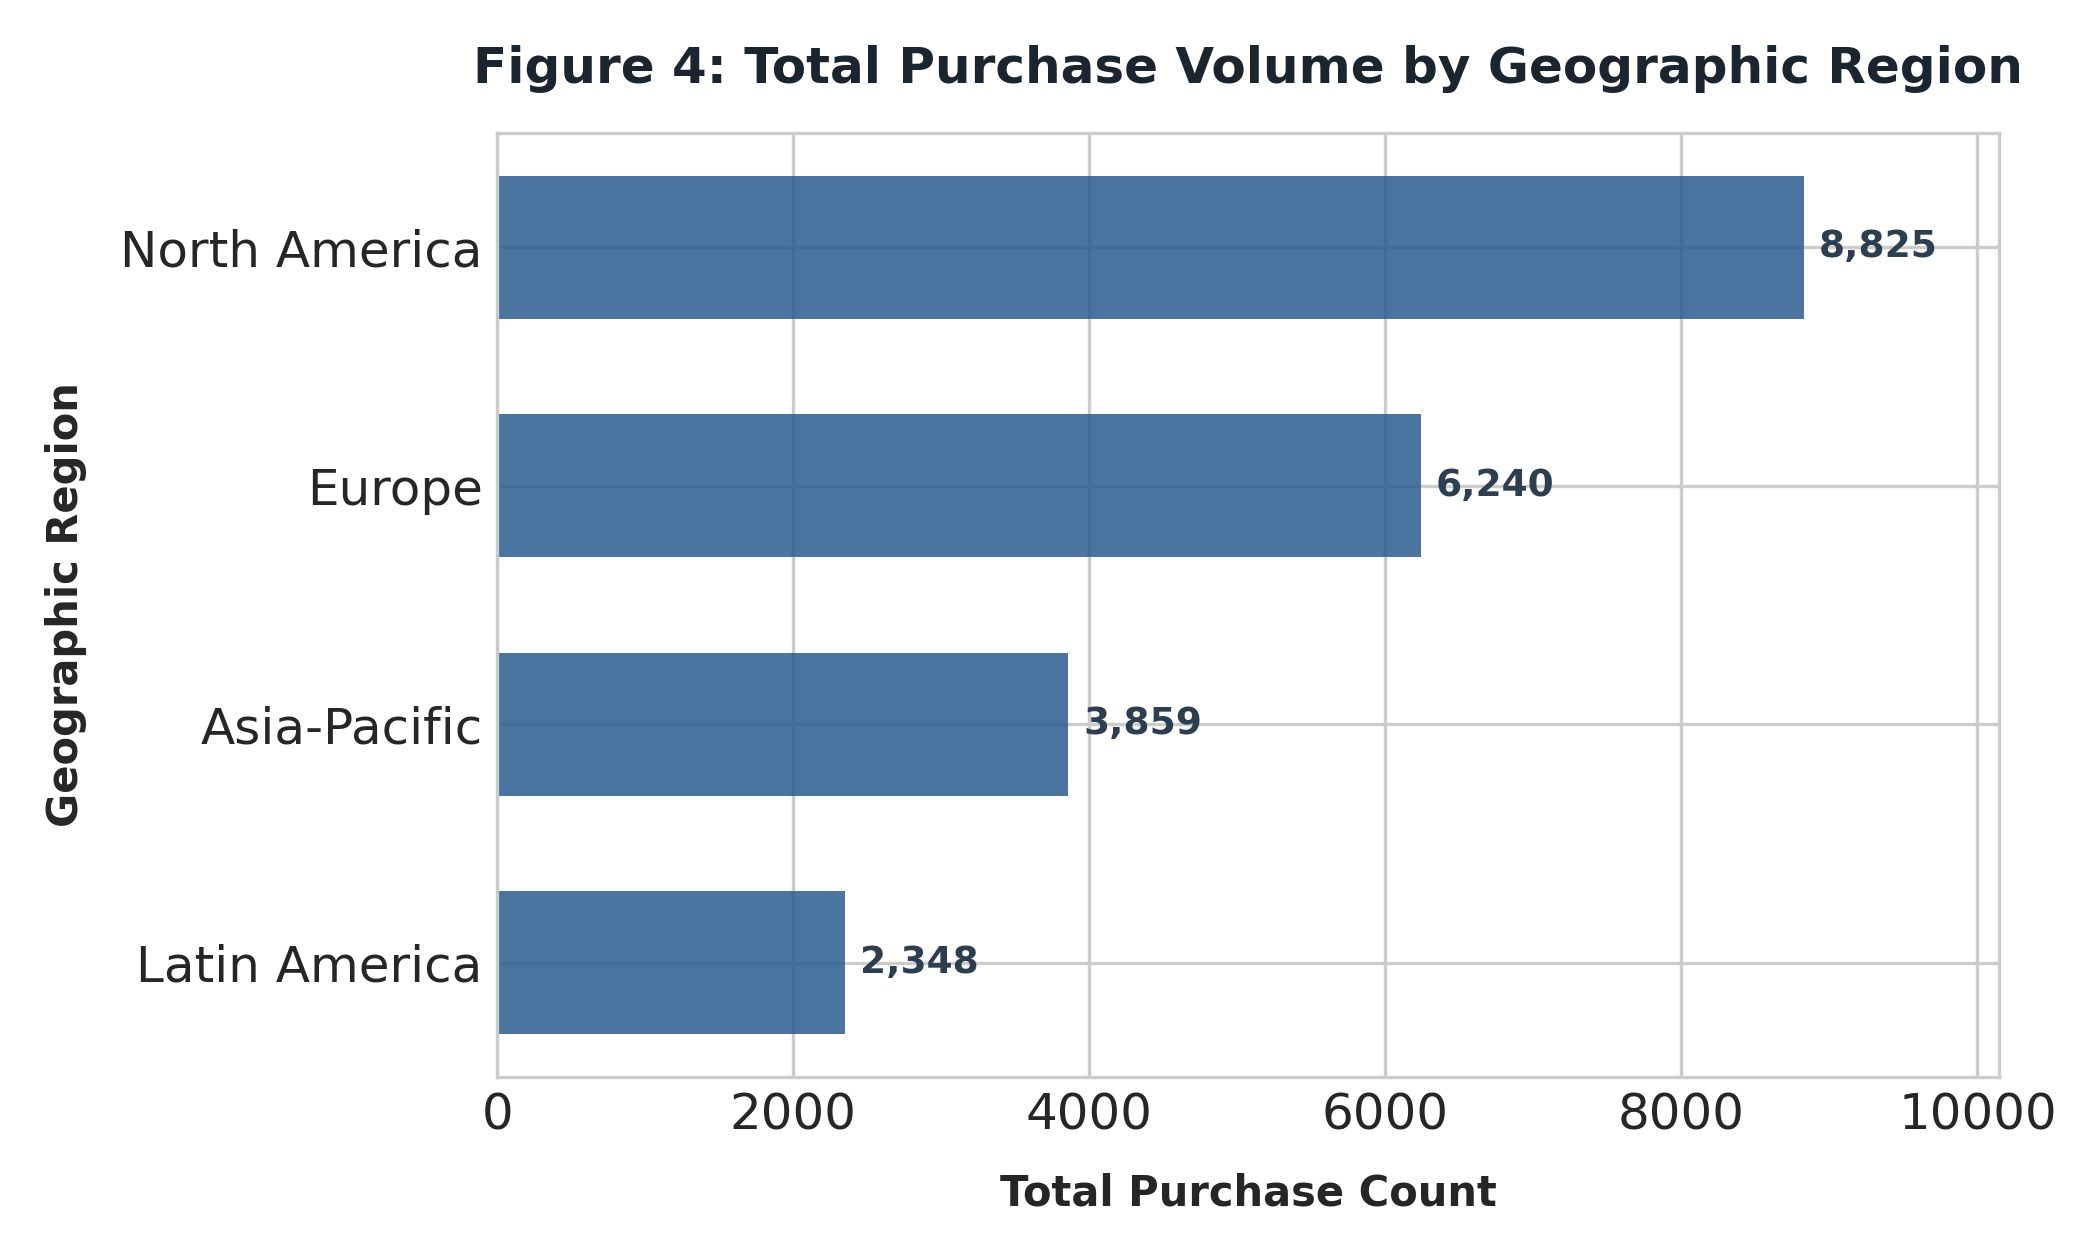 Figure 4: Total Purchase Volume by Geographic Region
Geographic Region
North America
8,825
Europe
6,240
Asia-Pacific
3,859
Latin America
2,348
0 2000 4000 6000 8000 10000
Total Purchase Count